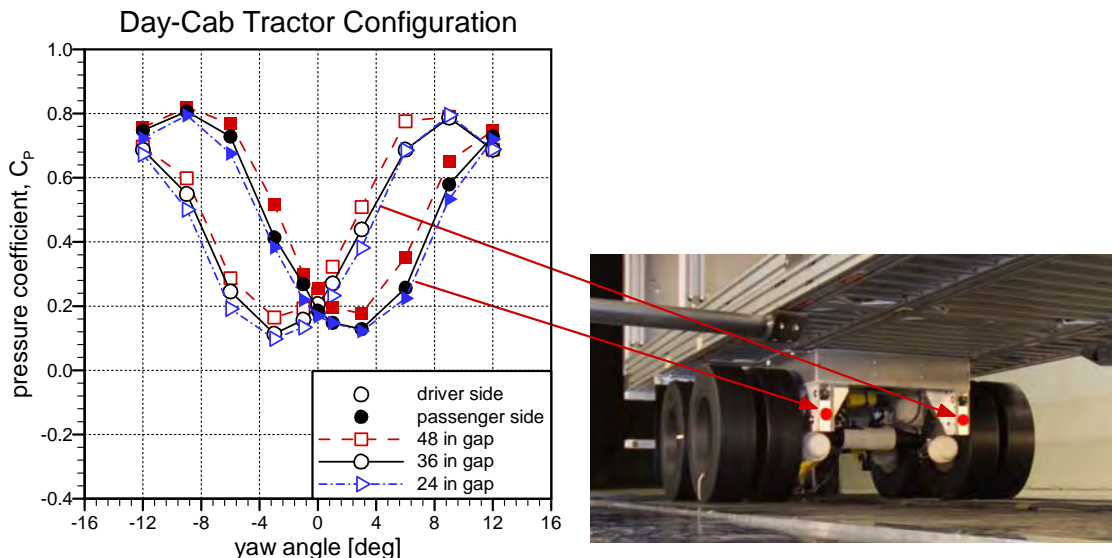 Day-Cab Tractor Configuration
pressure coefficient, C_P
1.0
0.8
0.6
0.4
0.2
0.0
-0.2
-0.4
driver side
passenger side
48 in gap
36 in gap
24 in gap
-16 -12 -8 -4 0 4 8 12 16
yaw angle [deg]